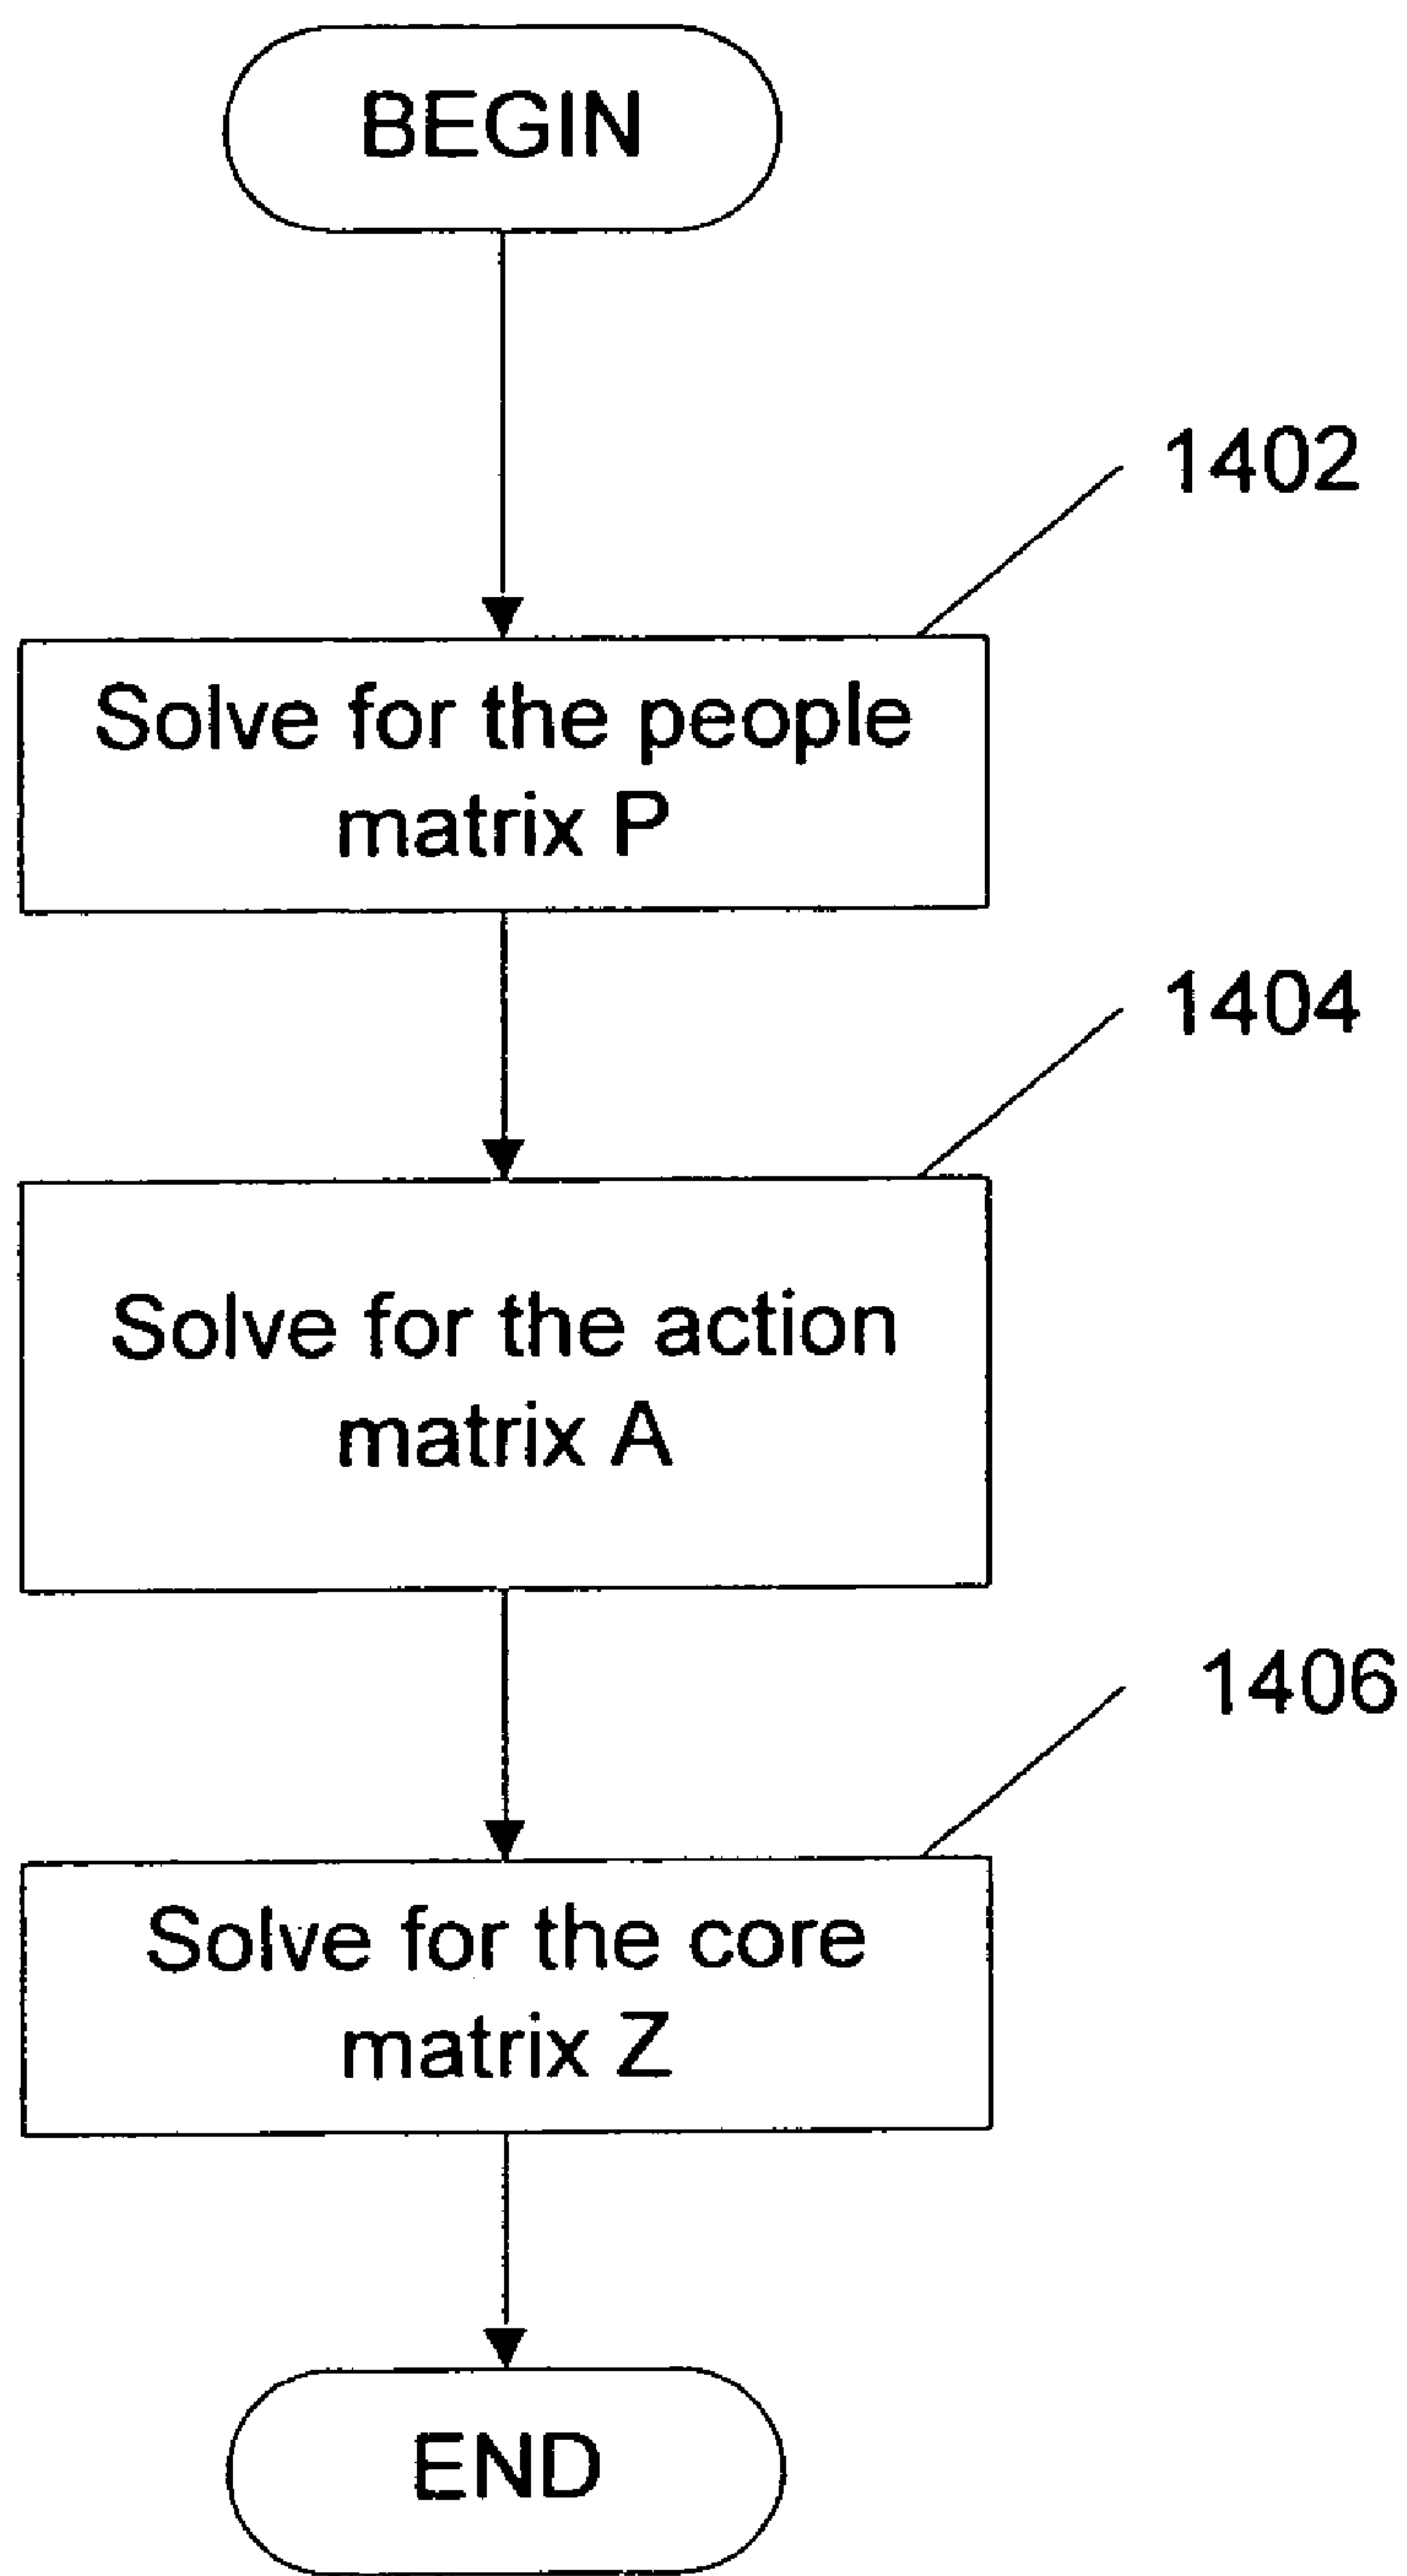 BEGIN
1402
Solve for the people
matrix P
1404
Solve for the action
matrix A
1406
Solve for the core
matrix Z
END